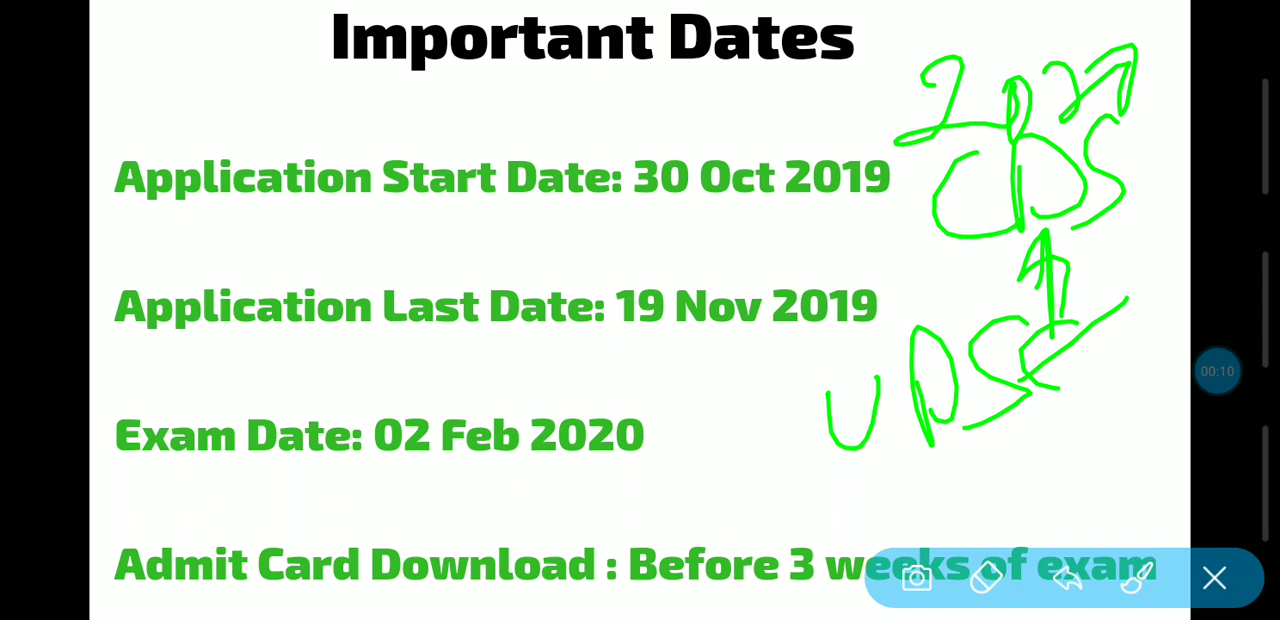 Important Dates
Application Start Date: 30 Oct 2019
CDS
Application Last Date: 19 Nov 2019
UPSC
Exam Date: 02 Feb 2020
Admit Card Download : Before 3 weeks of exam
00:10